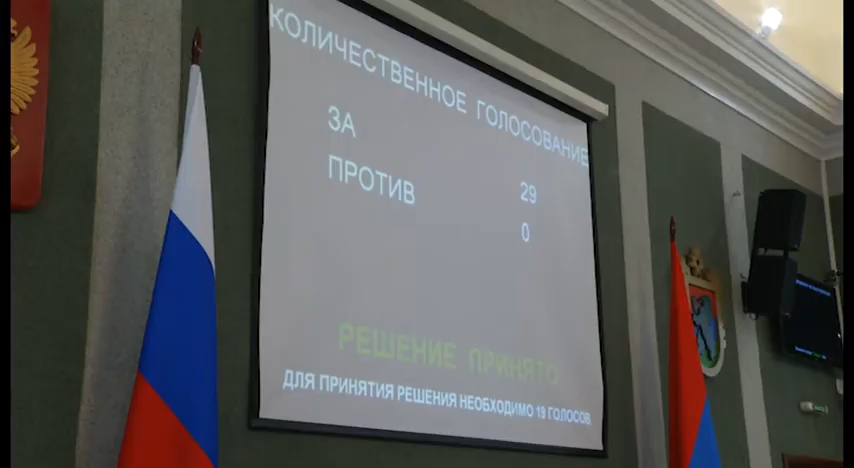 КОЛИЧЕСТВЕННОЕ ГОЛОСОВАНИЕ
ЗА 29
ПРОТИВ 0
РЕШЕНИЕ ПРИНЯТО
ДЛЯ ПРИНЯТИЯ РЕШЕНИЯ НЕОБХОДИМО 19 ГОЛОСОВ